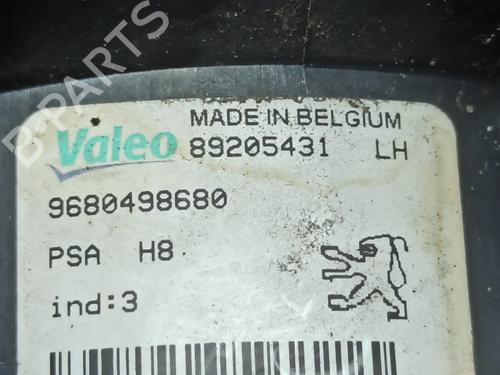 B-PARTS
MADE IN BELGIUM
Valeo 89205431 LH
9680498680
PSA H8
ind:3